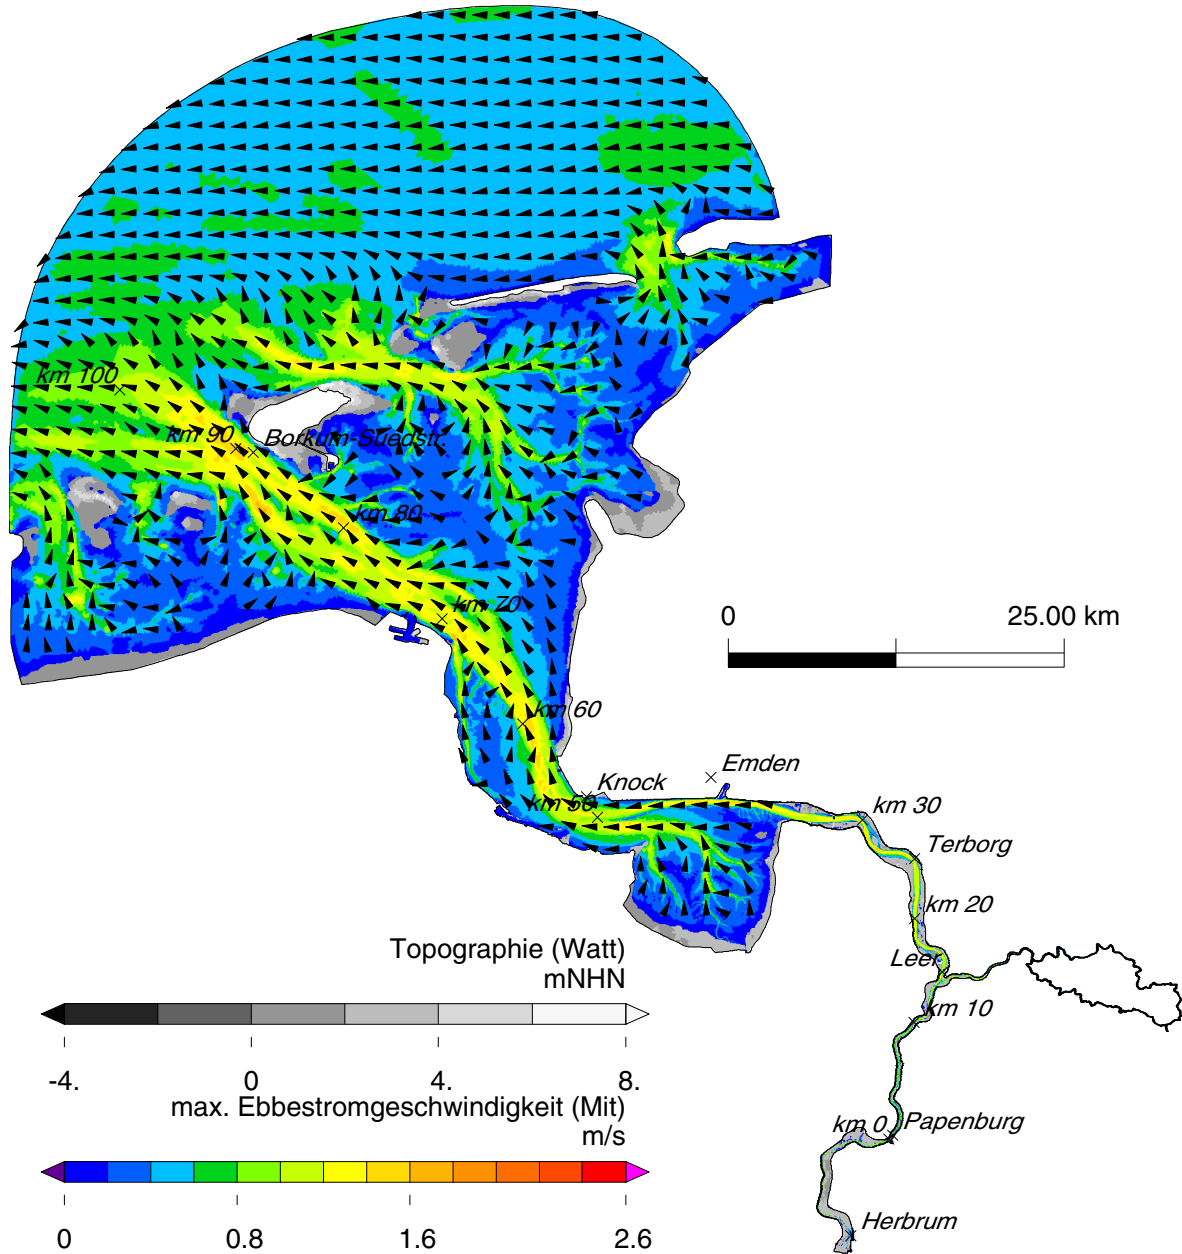 km 100
km 90
Borkum-Suedstr.
km 80
km 70
0
25.00 km
km 60
Emden
Knock
km 50
km 30
Terborg
km 20
Leer
km 10
Topographie (Watt)
mNHN
-4.
0
4.
8.
max. Ebbestromgeschwindigkeit (Mit)
m/s
0
0.8
1.6
2.6
km 0
Papenburg
Herbrum